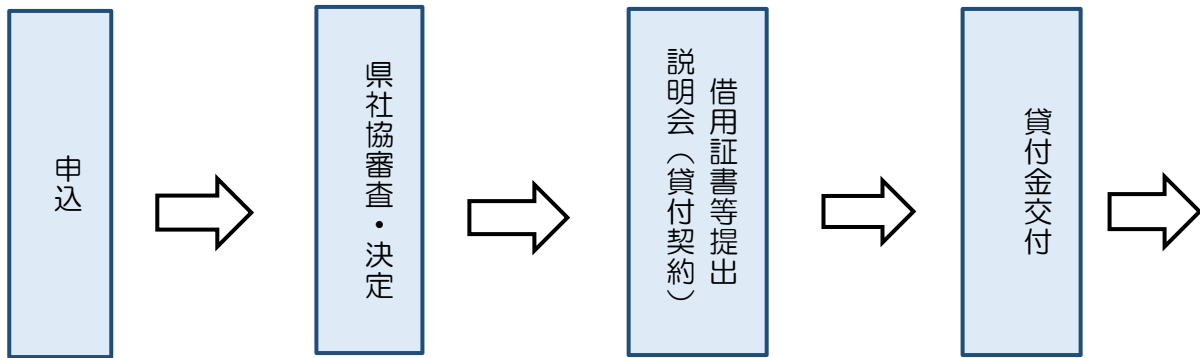 申込
県社協審査・決定
借用証書等提出
説明会（貸付契約）
貸付金交付